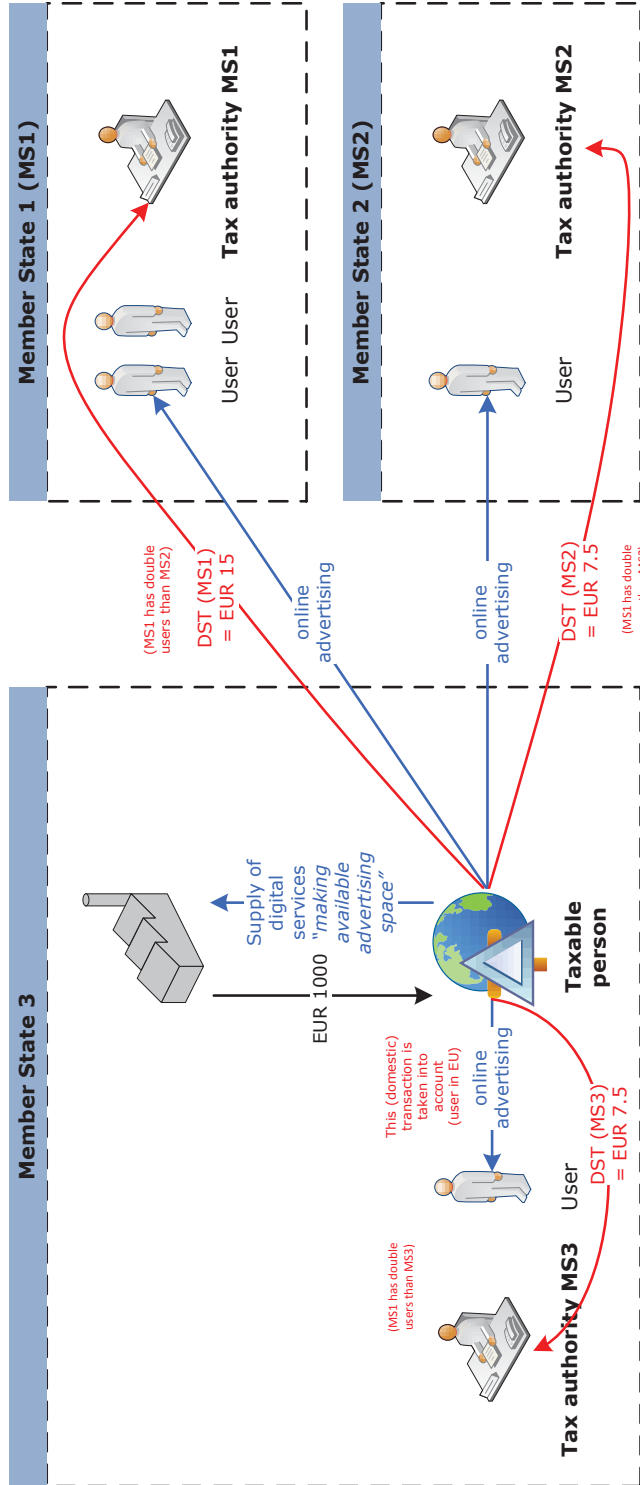 Member State 3
Supply of
digital
services
“making
available
advertising
space”
EUR 1000
This (domestic)
transaction is
taken into
account
(user in EU)
online
advertising
Taxable
person
(MS1 has double
users than MS3)
User
Tax authority MS3
DST (MS3)
= EUR 7.5
(MS1 has double
users than MS2)
DST (MS1)
= EUR 15
online
advertising
online
advertising
DST (MS2)
= EUR 7.5
(MS1 has double
Member State 1 (MS1)
User User
Tax authority MS1
Member State 2 (MS2)
User
Tax authority MS2